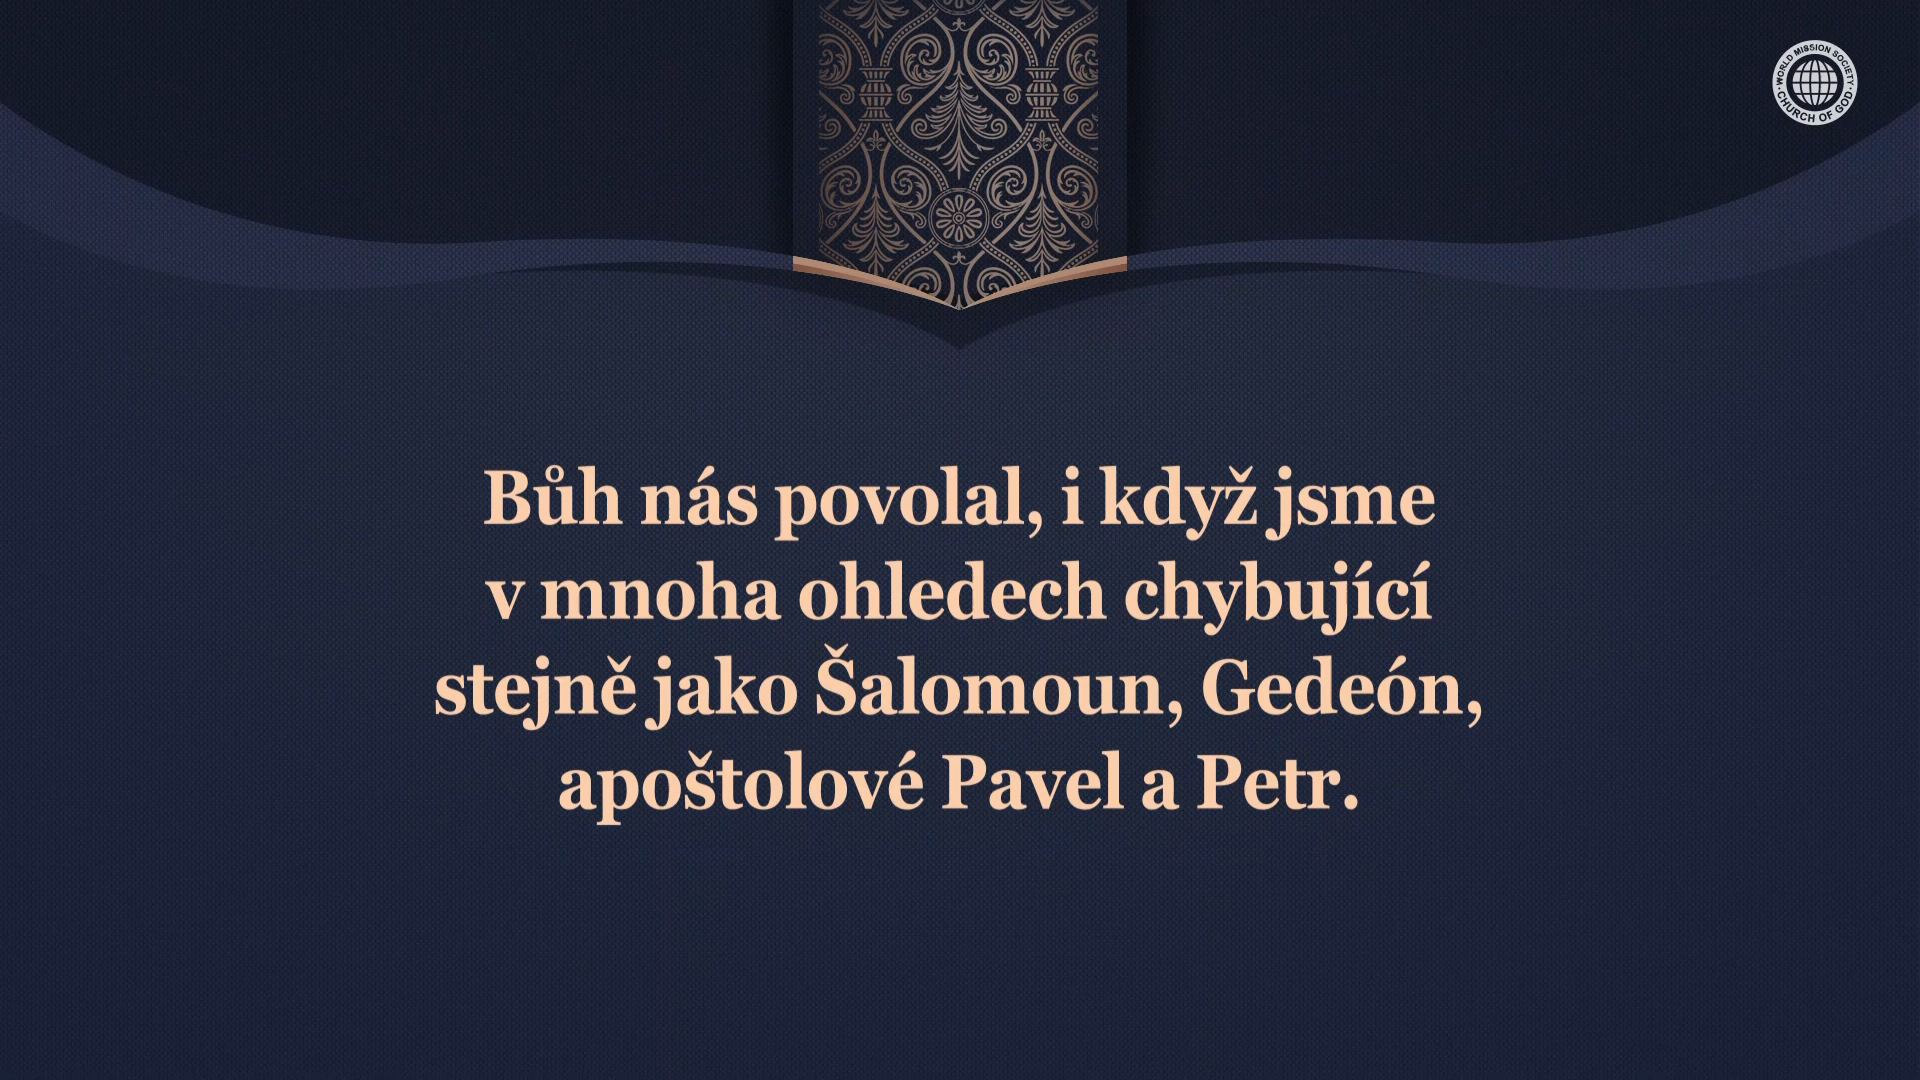 WORLD MISSION SOCIETY
CHURCH OF GOD
Bůh nás povolal, i když jsme
v mnoha ohledech chybující
stejně jako Šalomoun, Gedeón,
apoštolové Pavel a Petr.